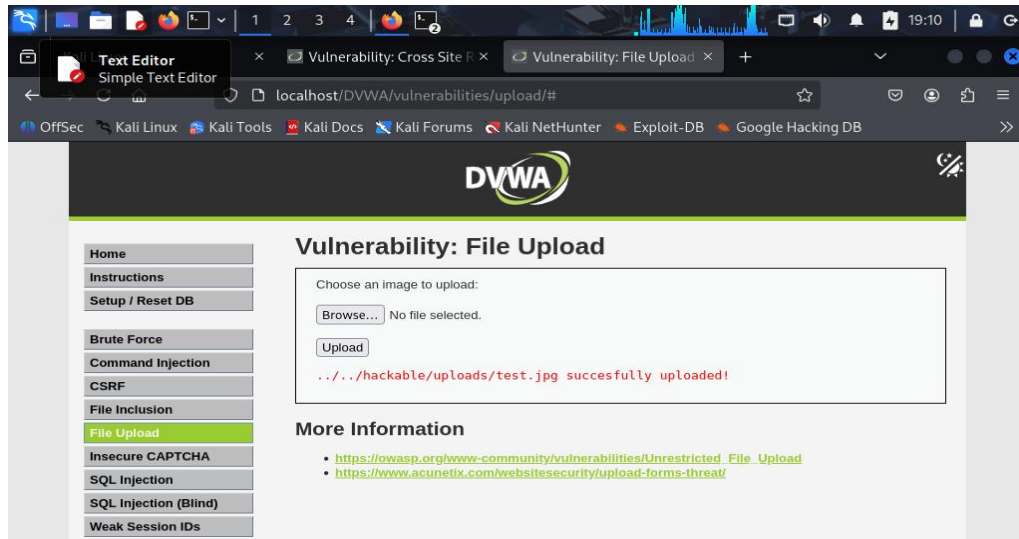 1 2 3 4 2 19:10
Text Editor × Vulnerability: Cross Site R × Vulnerability: File Upload × +
Simple Text Editor
localhost/DVWA/vulnerabilities/upload/#
OffSec Kali Linux Kali Tools Kali Docs Kali Forums Kali NetHunter Exploit-DB Google Hacking DB
DVWA
Home
Instructions
Setup / Reset DB
Brute Force
Command Injection
CSRF
File Inclusion
File Upload
Insecure CAPTCHA
SQL Injection
SQL Injection (Blind)
Weak Session IDs
Vulnerability: File Upload
Choose an image to upload:
Browse... No file selected.
Upload
../../hackable/uploads/test.jpg succesfully uploaded!
More Information
https://owasp.org/www-community/vulnerabilities/Unrestricted_File_Upload
https://www.acunetix.com/websitesecurity/upload-forms-threat/